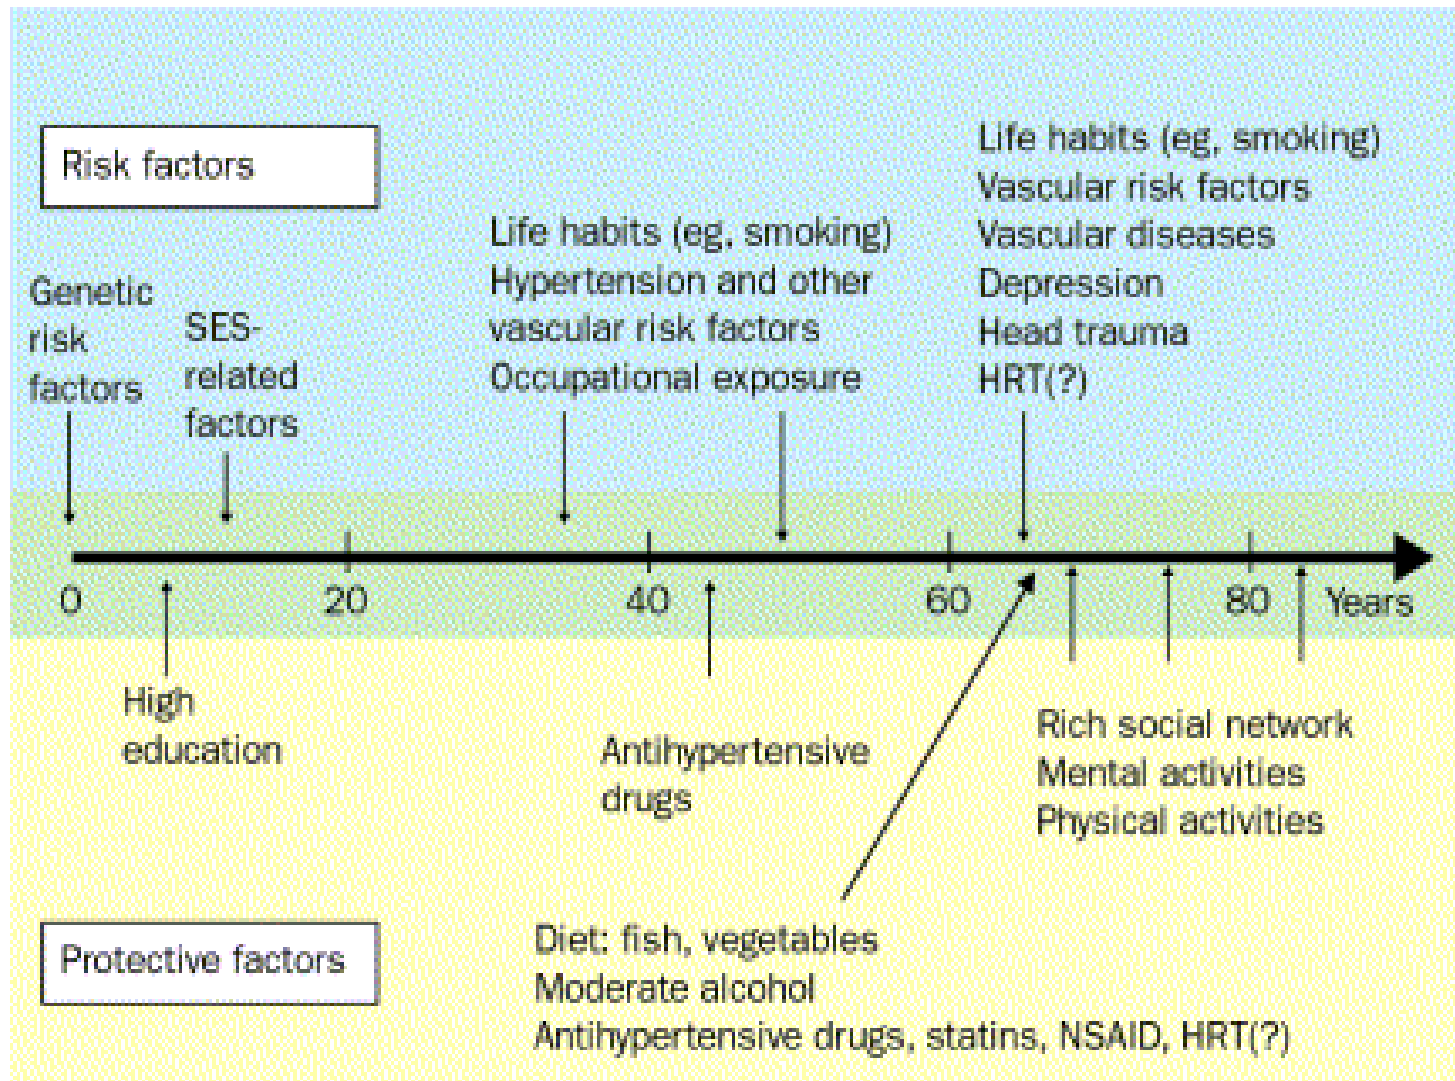 Risk factors
Genetic
risk
factors
SES-
related
factors
Life habits (eg, smoking)
Hypertension and other
vascular risk factors
Occupational exposure
Life habits (eg, smoking)
Vascular risk factors
Vascular diseases
Depression
Head trauma
HRT(?)
0 20 40 60 80 Years
High
education
Antihypertensive
drugs
Rich social network
Mental activities
Physical activities
Protective factors
Diet: fish, vegetables
Moderate alcohol
Antihypertensive drugs, statins, NSAID, HRT(?)